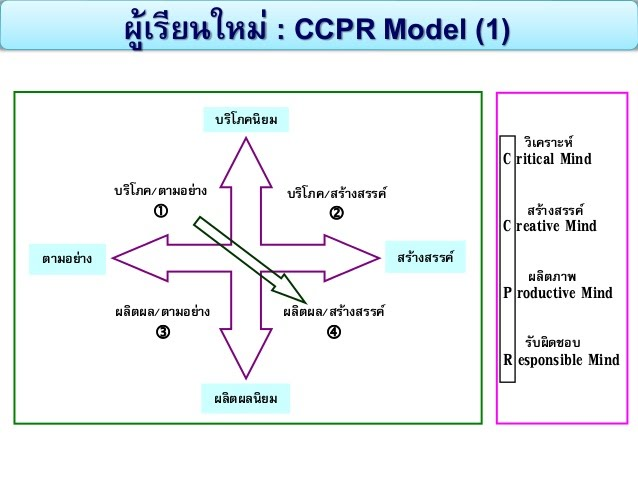 ผู้เรียนใหม่ : CCPR Model (1)
บริโภคนิยม
บริโภค/ตามอย่าง
①
บริโภค/สร้างสรรค์
②
ตามอย่าง
สร้างสรรค์
ผลิตผล/ตามอย่าง
③
ผลิตผล/สร้างสรรค์
④
ผลิตผลนิยม
วิเคราะห์
Critical Mind
สร้างสรรค์
Creative Mind
ผลิตภาพ
Productive Mind
รับผิดชอบ
Responsible Mind